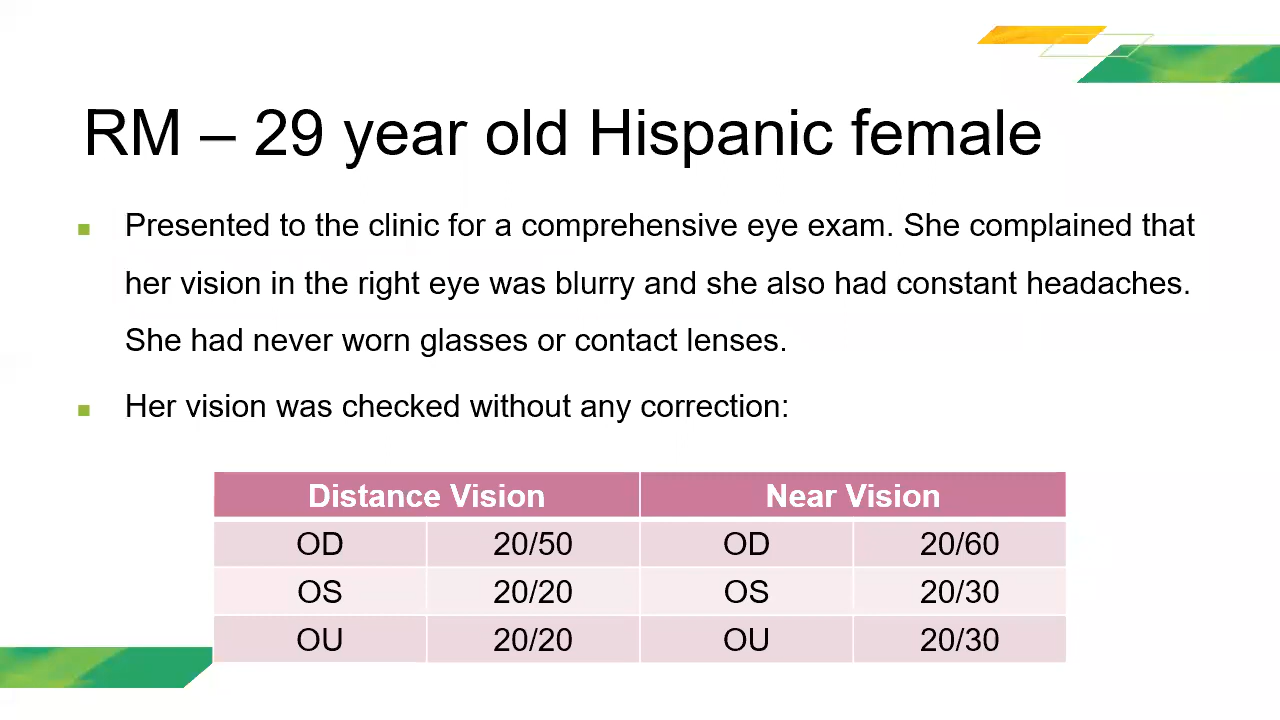 RM – 29 year old Hispanic female
Presented to the clinic for a comprehensive eye exam. She complained that
her vision in the right eye was blurry and she also had constant headaches.
She had never worn glasses or contact lenses.
Her vision was checked without any correction:
Distance Vision Near Vision
OD 20/50 OD 20/60
OS 20/20 OS 20/30
OU 20/20 OU 20/30